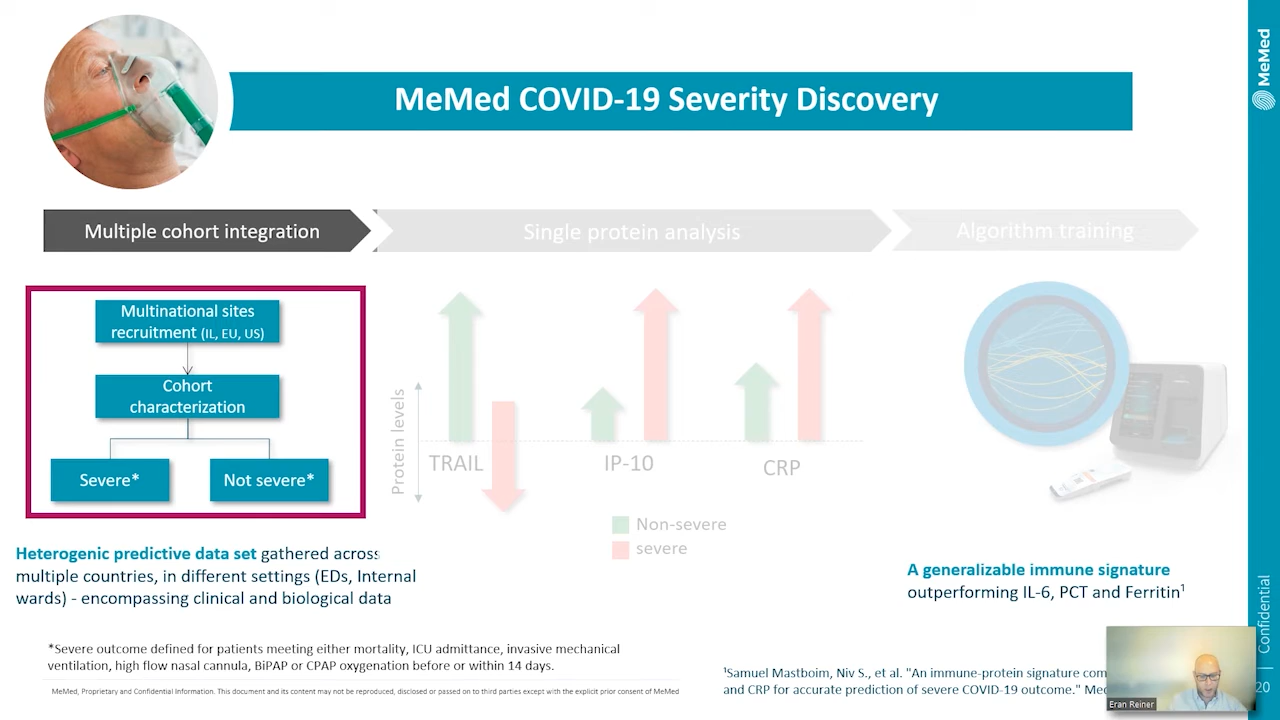 MeMed COVID-19 Severity Discovery
MeMed
Multiple cohort integration
Single protein analysis
Algorithm training
Multinational sites
recruitment (IL, EU, US)
Cohort
characterization
Severe*
Not severe*
Protein levels
TRAIL
IP-10
CRP
Non-severe
severe
Heterogenic predictive data set gathered across
multiple countries, in different settings (EDs, Internal
wards) - encompassing clinical and biological data
A generalizable immune signature
outperforming IL-6, PCT and Ferritin¹
*Severe outcome defined for patients meeting either mortality, ICU admittance, invasive mechanical
ventilation, high flow nasal cannula, BiPAP or CPAP oxygenation before or within 14 days.
¹Samuel Mastboim, Niv S., et al. "An immune-protein signature com
and CRP for accurate prediction of severe COVID-19 outcome." Med
MeMed, Proprietary and Confidential Information. This document and its content may not be reproduced, disclosed or passed on to third parties except with the explicit prior consent of MeMed
Eran Reiner
Confidential
|
20